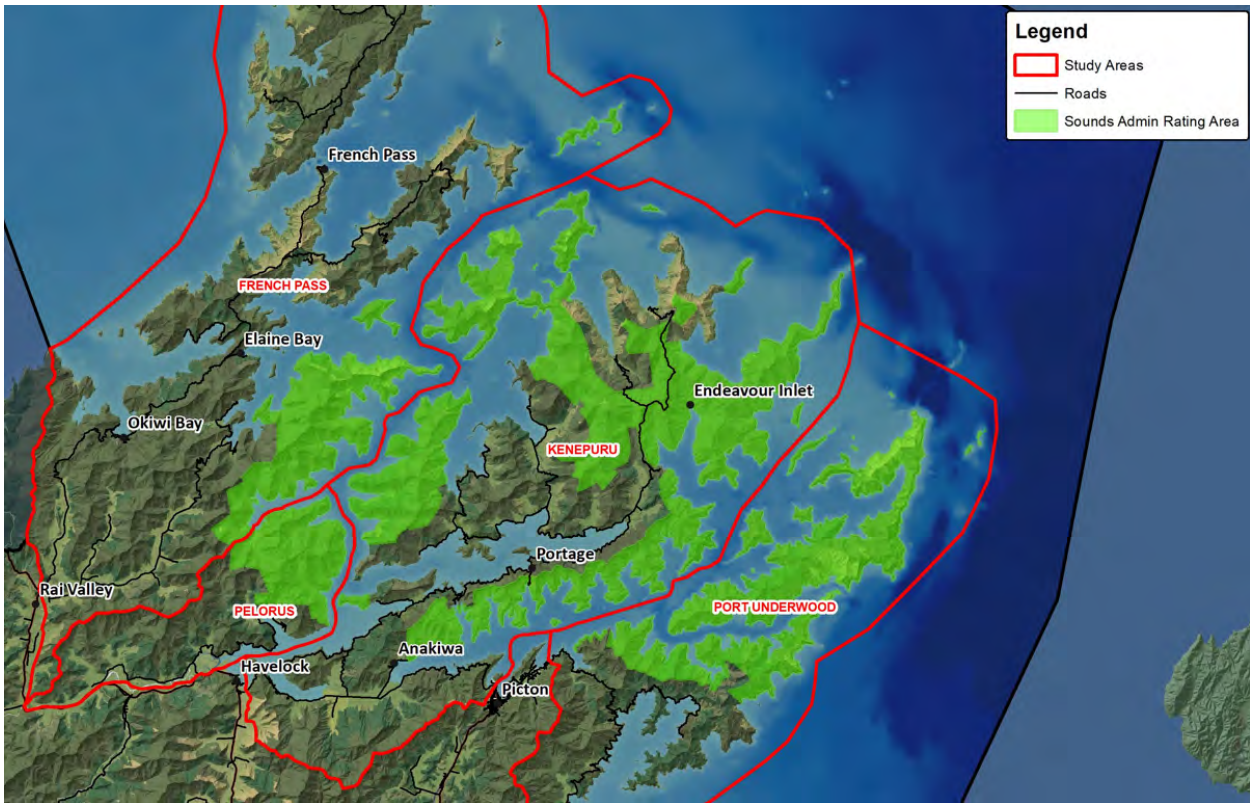 Legend
Study Areas
Roads
Sounds Admin Rating Area
French Pass
FRENCH PASS
Elaine Bay
Endeavour Inlet
Okiwi Bay
KENEPURU
Portage
Rai Valley
PELORUS
PORT UNDERWOOD
Anakiwa
Havelock
Picton